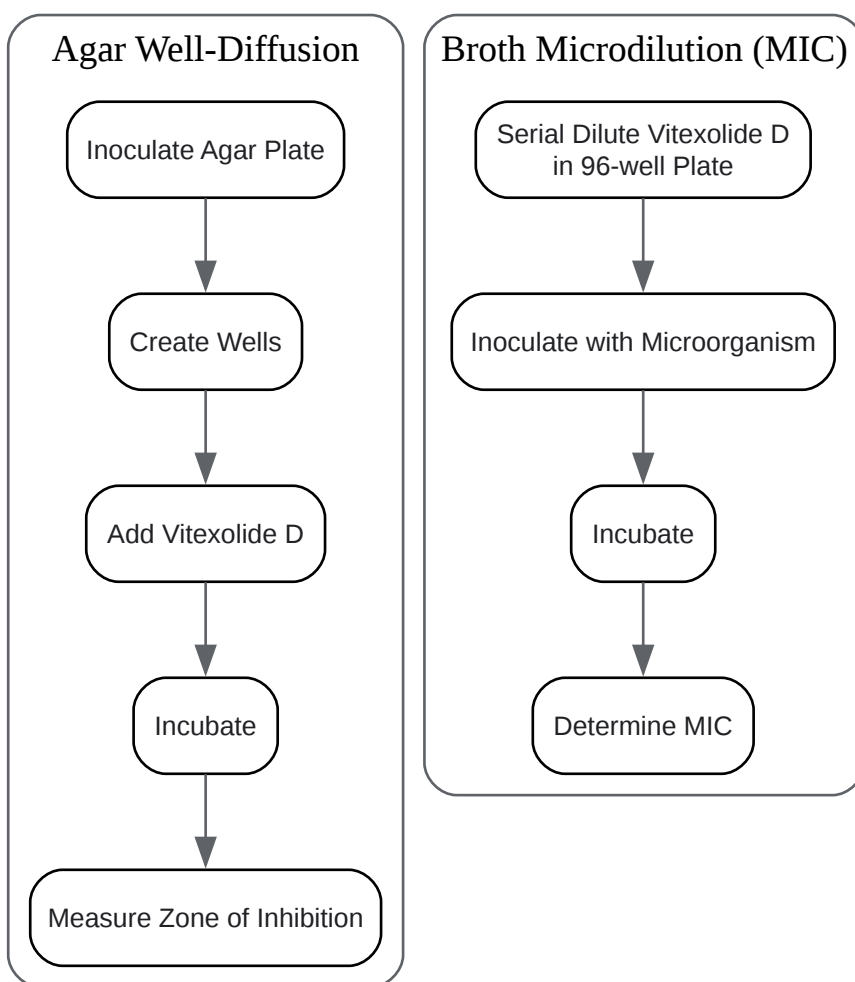 Agar Well-Diffusion
Inoculate Agar Plate
Create Wells
Add Vitexolide D
Incubate
Measure Zone of Inhibition
Broth Microdilution (MIC)
Serial Dilute Vitexolide D
in 96-well Plate
Inoculate with Microorganism
Incubate
Determine MIC